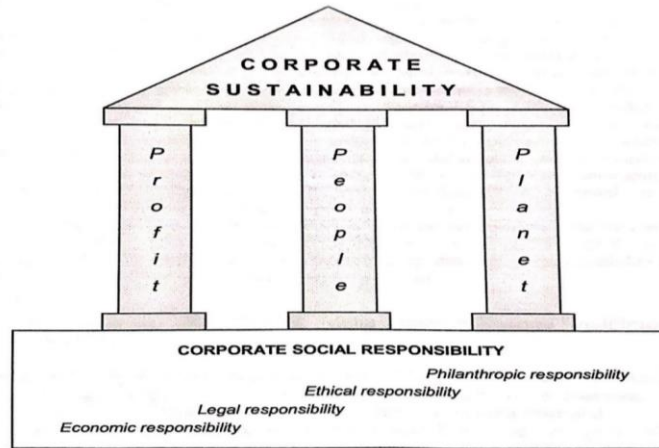 CORPORATE
SUSTAINABILITY
Profit
People
Planet
CORPORATE SOCIAL RESPONSIBILITY
Philanthropic responsibility
Ethical responsibility
Legal responsibility
Economic responsibility